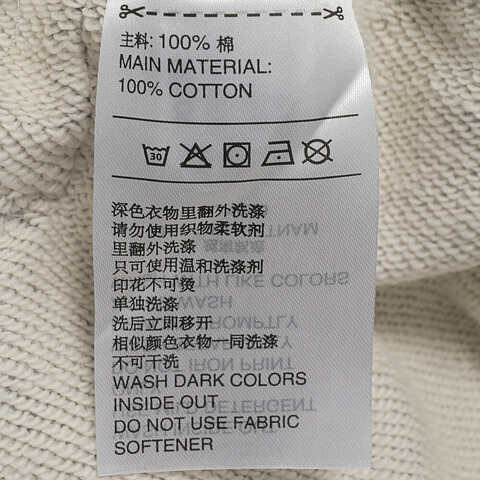 主料: 100% 棉
MAIN MATERIAL:
100% COTTON
30
深色衣物里翻外洗涤
请勿使用织物柔软剂
里翻外洗涤
只可使用温和洗涤剂
印花不可烫
单独洗涤
洗后立即移开
相似颜色衣物一同洗涤
不可干洗
WASH DARK COLORS
INSIDE OUT
DO NOT USE FABRIC
SOFTENER